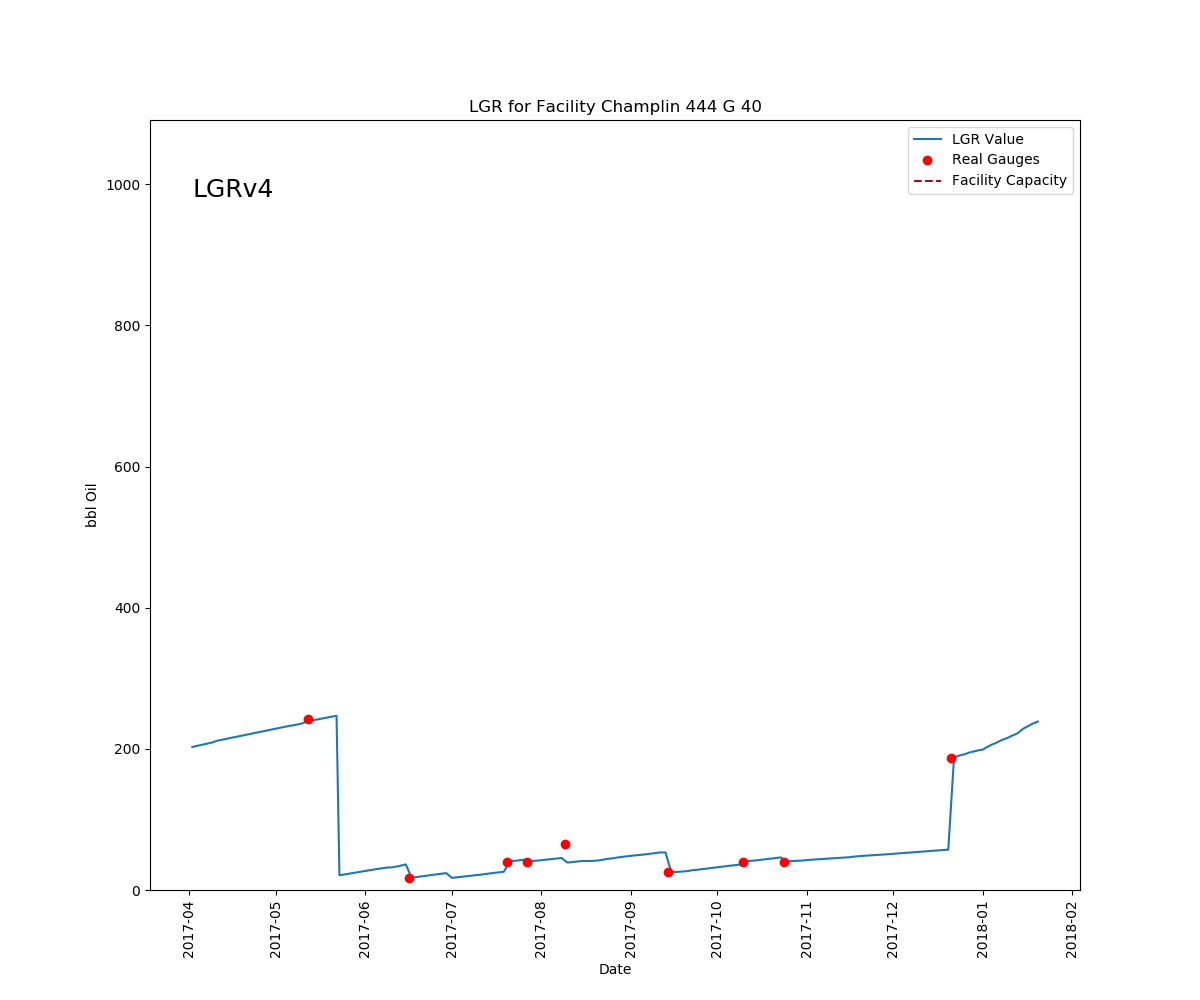 LGR for Facility Champlin 444 G 40
LGR Value
Real Gauges
Facility Capacity
LGRv4
1000
800
600
400
200
0
bbl Oil
2017-04
2017-05
2017-06
2017-07
2017-08
2017-09
2017-10
2017-11
2017-12
2018-01
2018-02
Date